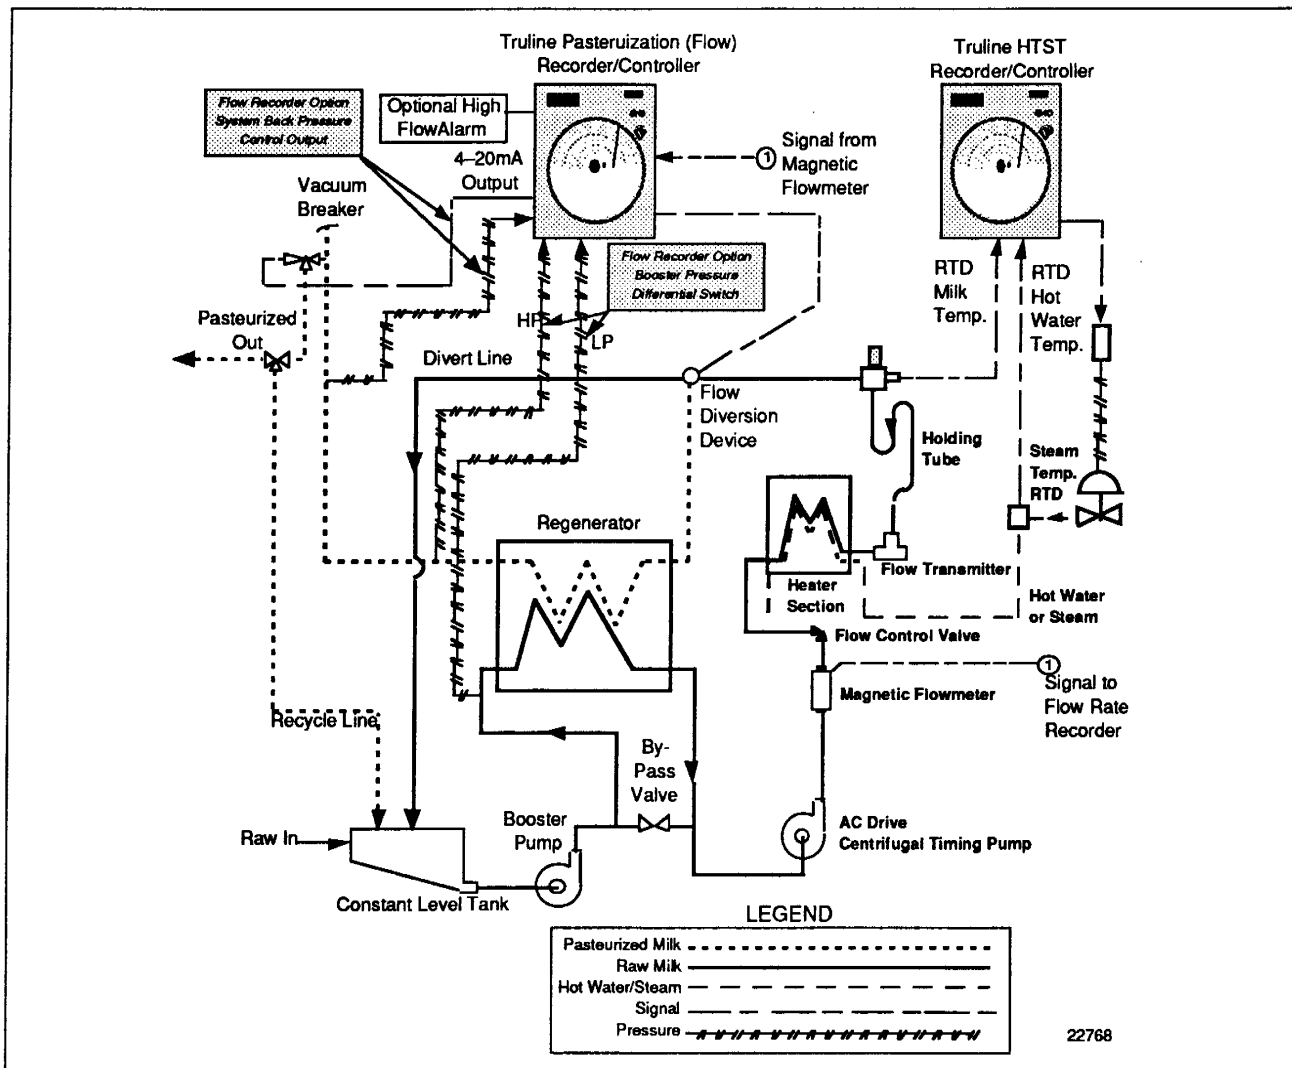 Truline Pasteruization (Flow)
Recorder/Controller
Truline HTST
Recorder/Controller
Flow Recorder Option
System Back Pressure
Control Output
Optional High
FlowAlarm
4–20mA
Output
1
Signal from
Magnetic
Flowmeter
Vacuum
Breaker
Flow Recorder Option
Booster Pressure
Differential Switch
RTD
Milk
Temp.
RTD
Hot
Water
Temp.
Pasteurized
Out
HP
LP
Divert Line
Flow
Diversion
Device
Holding
Tube
Steam
Temp.
RTD
Regenerator
Flow Transmitter
Heater
Section
Hot Water
or Steam
Flow Control Valve
Magnetic Flowmeter
1
Signal to
Flow Rate
Recorder
Recycle Line
By-
Pass
Valve
Raw In
Booster
Pump
AC Drive
Centrifugal Timing Pump
Constant Level Tank
LEGEND
Pasteurized Milk
Raw Milk
Hot Water/Steam
Signal
Pressure
22768